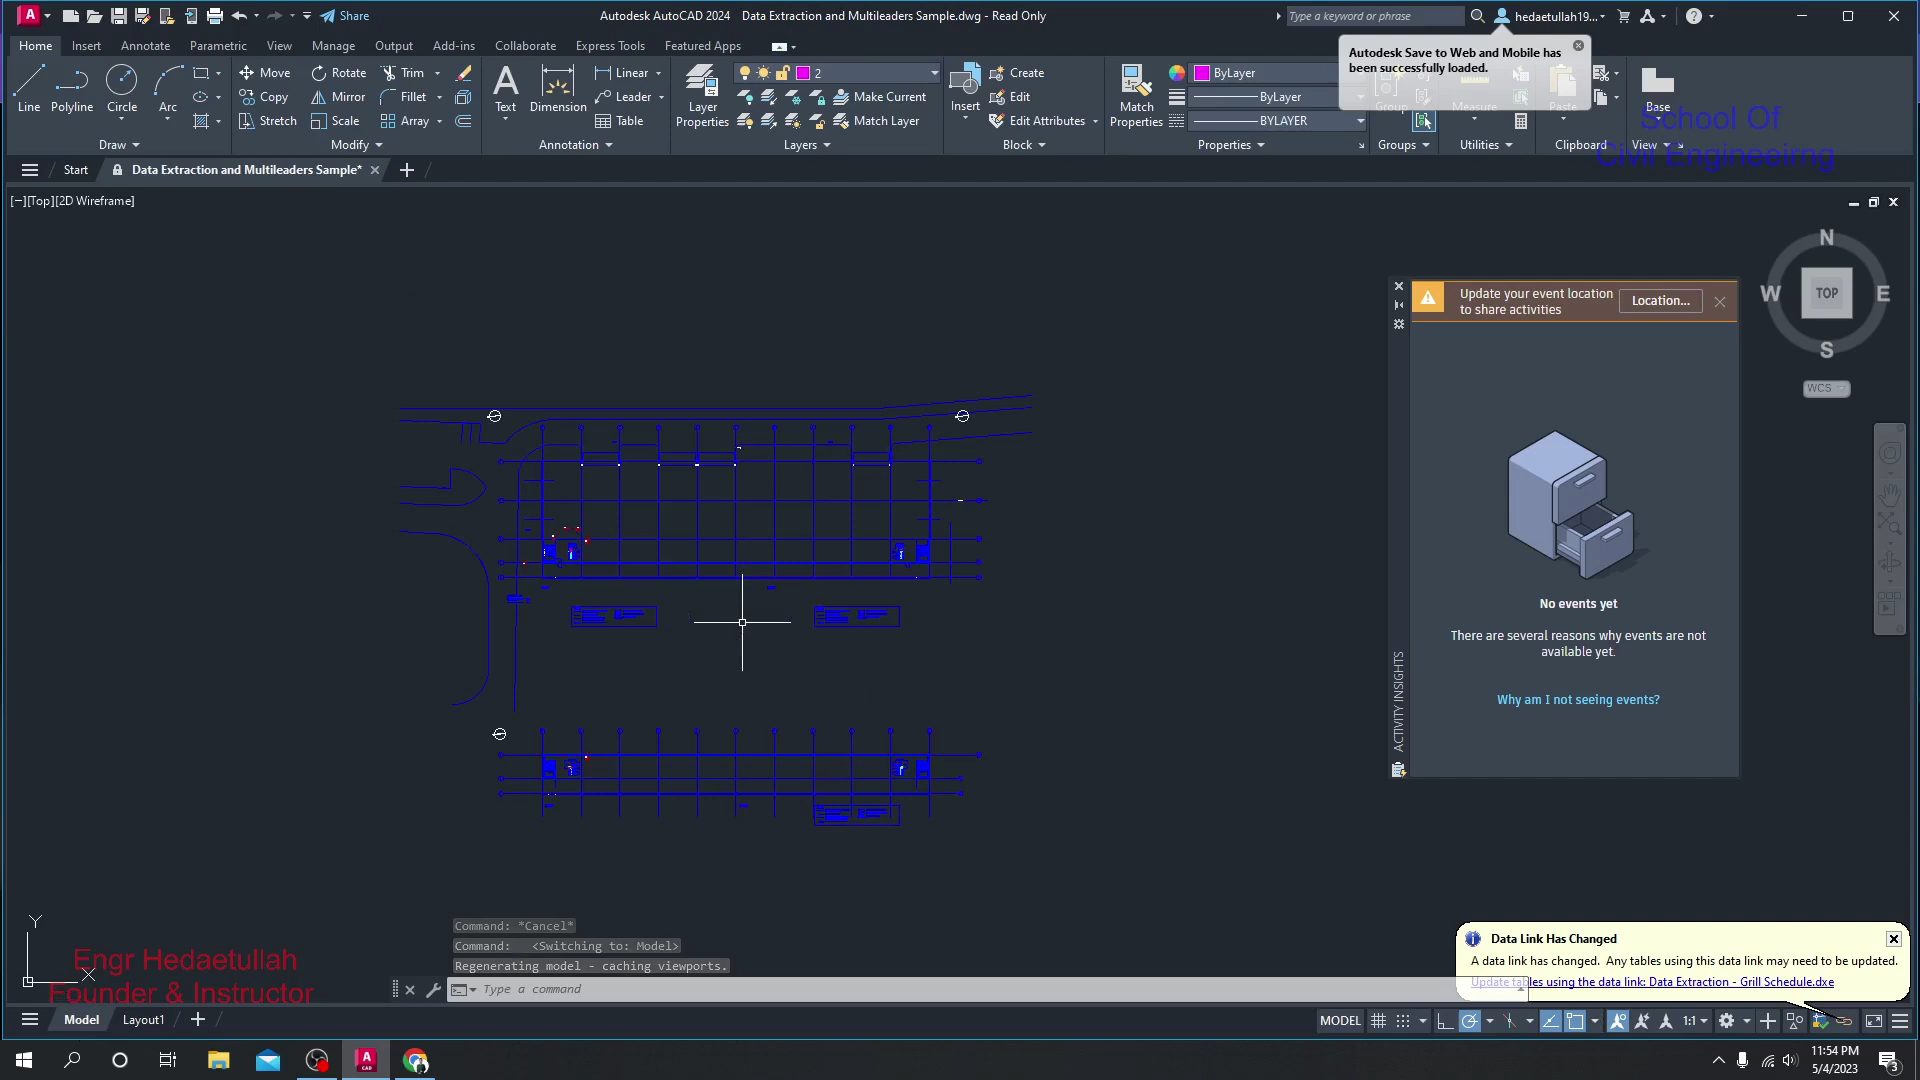 Share
Autodesk AutoCAD 2024 Data Extraction and Multileaders Sample.dwg - Read Only
Type a keyword or phrase
hedaetullah19...
Home Insert Annotate Parametric View Manage Output Add-ins Collaborate Express Tools Featured Apps
Autodesk Save to Web and Mobile has
been successfully loaded.
Line Polyline Circle Arc
Move Rotate Trim
Copy Mirror Fillet
Stretch Scale Array
Text Dimension
Linear
Leader
Table
Layer
Properties
2
Make Current
Match Layer
Insert
Create
Edit
Edit Attributes
Match
Properties
ByLayer
ByLayer
BYLAYER
Group
Measure
Paste
Base
School Of
Civil Engineeirng
Draw Modify Annotation Layers Block Properties Groups Utilities Clipboard View
Start Data Extraction and Multileaders Sample*
[−][Top][2D Wireframe]
N
W TOP E
S
WCS
Update your event location
to share activities
Location...
No events yet
There are several reasons why events are not
available yet.
Why am I not seeing events?
ACTIVITY INSIGHTS
Y
X
Engr Hedaetullah
Founder & Instructor
Command: *Cancel*
Command: <Switching to: Model>
Regenerating model - caching viewports.
Type a command
Data Link Has Changed
A data link has changed. Any tables using this data link may need to be updated.
Update tables using the data link: Data Extraction - Grill Schedule.dxe
Model Layout1
MODEL 1:1
11:54 PM
5/4/2023
3